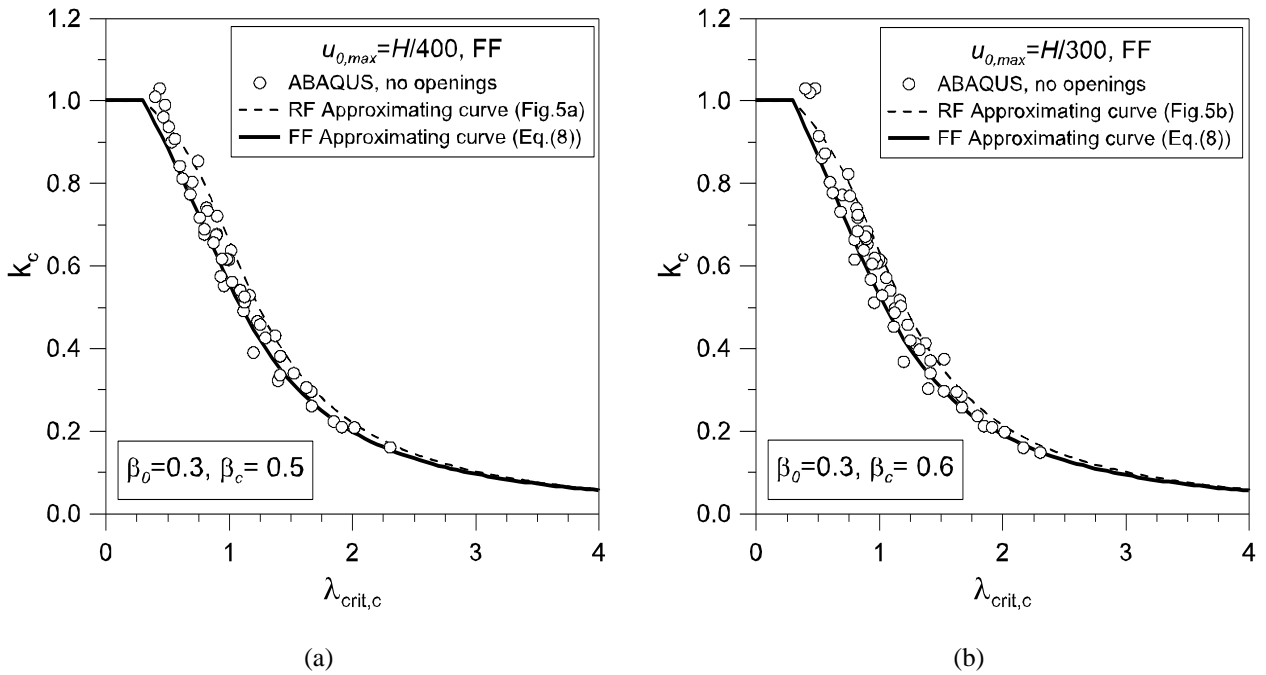 u0,max=H/400, FF
ABAQUS, no openings
RF Approximating curve (Fig.5a)
FF Approximating curve (Eq.(8))
1.2
1.0
0.8
0.6
0.4
0.2
0.0
kc
β0=0.3, βc= 0.5
0 1 2 3 4
λcrit,c
(a)
u0,max=H/300, FF
ABAQUS, no openings
RF Approximating curve (Fig.5b)
FF Approximating curve (Eq.(8))
1.2
1.0
0.8
0.6
0.4
0.2
0.0
kc
β0=0.3, βc= 0.6
0 1 2 3 4
λcrit,c
(b)